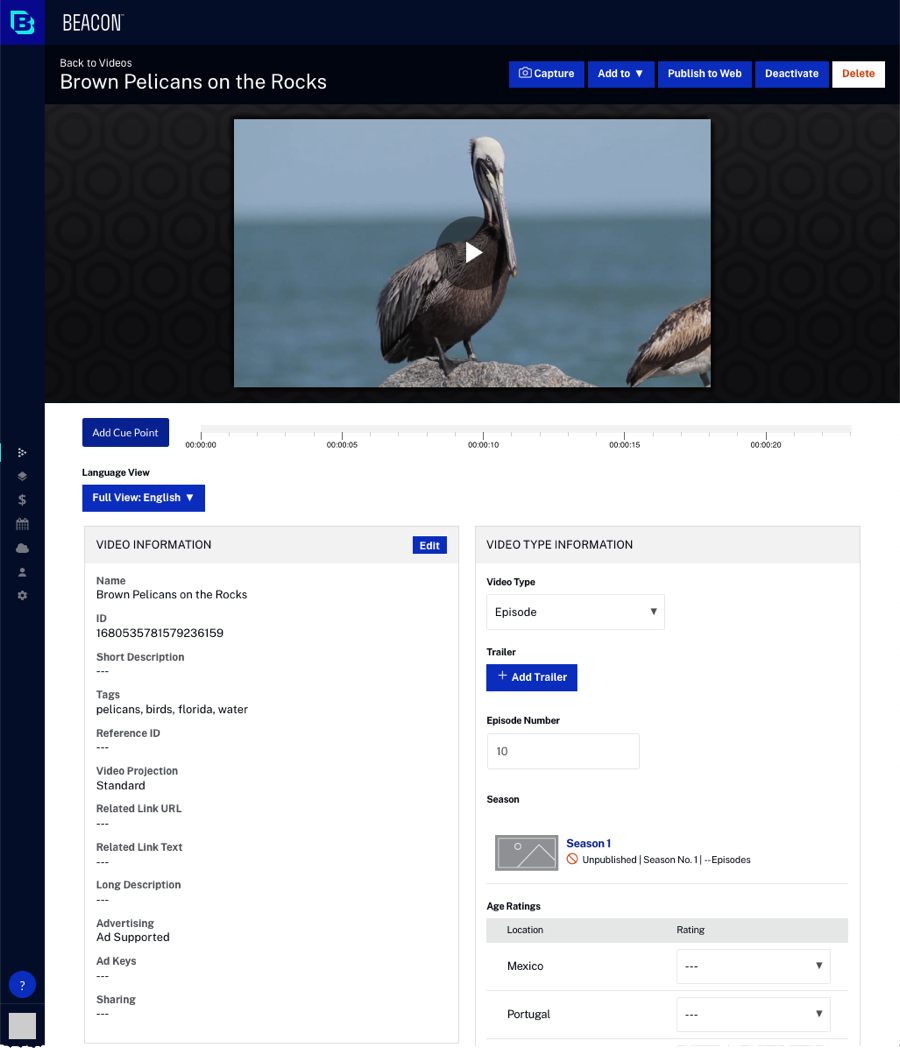 BEACON
Back to Videos
Brown Pelicans on the Rocks
Capture
Add to ▼
Publish to Web
Deactivate
Delete
Add Cue Point
00:00:00
00:00:05
00:00:10
00:00:15
00:00:20
Language View
Full View: English ▼
VIDEO INFORMATION
Edit
Name
Brown Pelicans on the Rocks
ID
1680535781579236159
Short Description
---
Tags
pelicans, birds, florida, water
Reference ID
---
Video Projection
Standard
Related Link URL
---
Related Link Text
---
Long Description
---
Advertising
Ad Supported
Ad Keys
---
Sharing
---
VIDEO TYPE INFORMATION
Video Type
Episode
Trailer
+ Add Trailer
Episode Number
10
Season
Season 1
Unpublished | Season No. 1 | --Episodes
Age Ratings
Location Rating
Mexico ---
Portugal ---
$
?